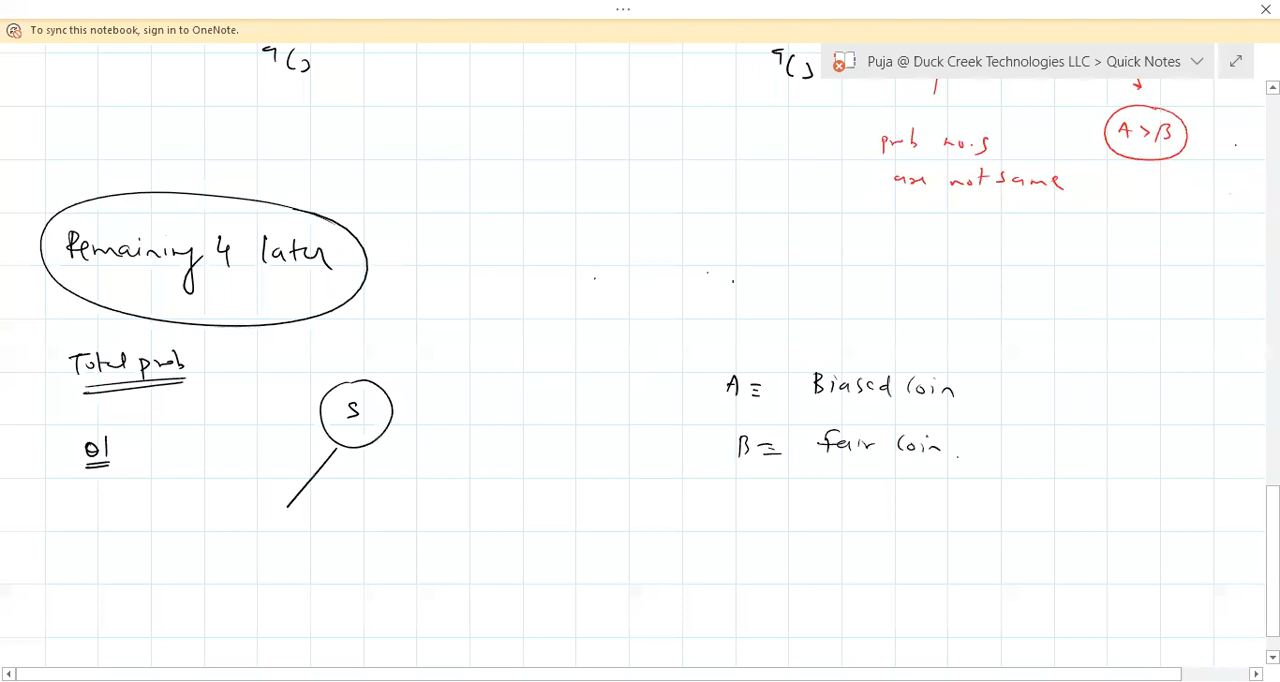 To sync this notebook, sign in to OneNote.
Puja @ Duck Creek Technologies LLC > Quick Notes
A > B
prob no.s
are not same
Remaining 4 later
Total prob
A ≡ Biased Coin
S
B ≡ fair coin.
Q1